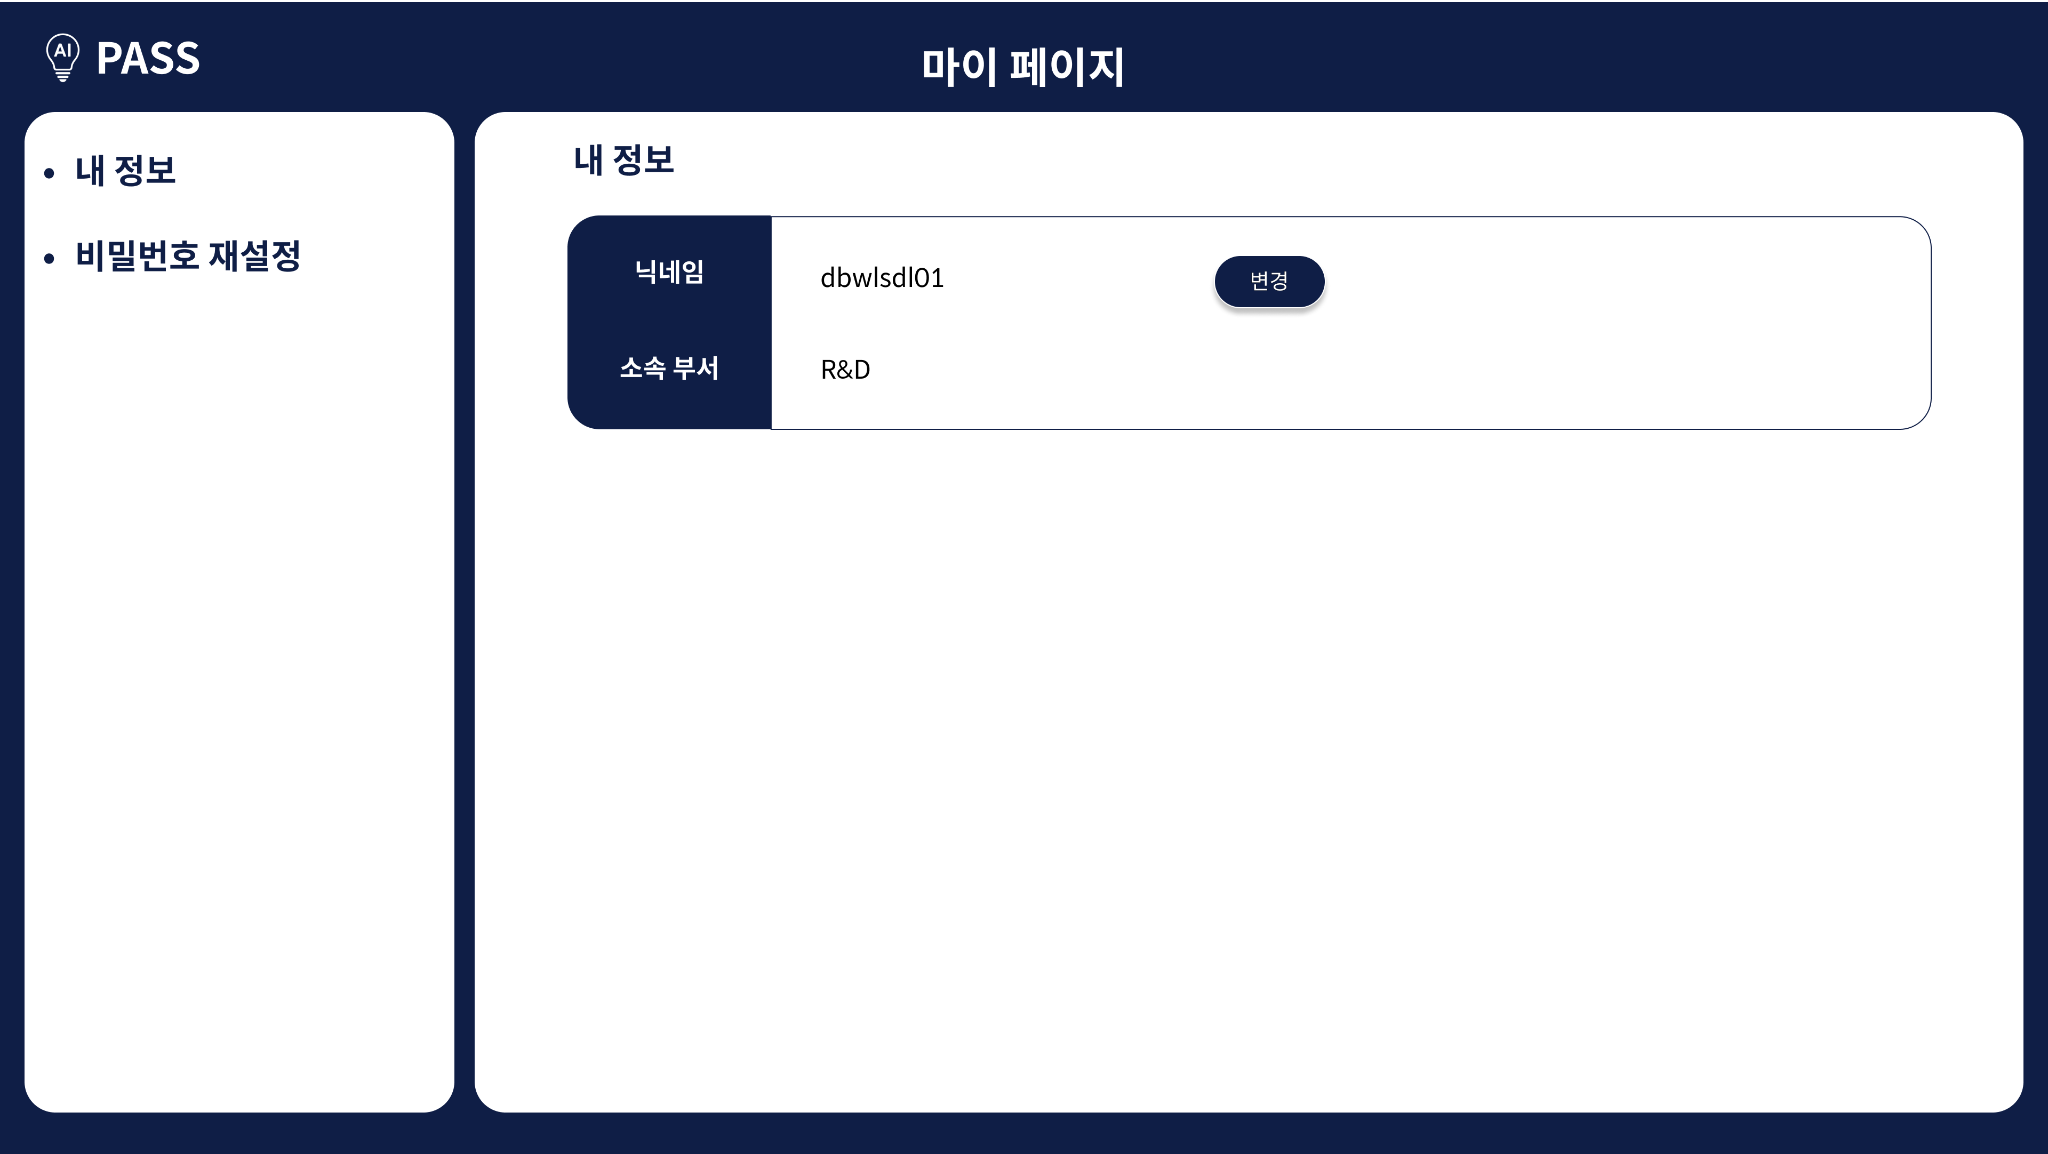 AI PASS
마이 페이지
• 내 정보
• 비밀번호 재설정
내 정보
닉네임 dbwlsdl01 변경
소속 부서 R&D